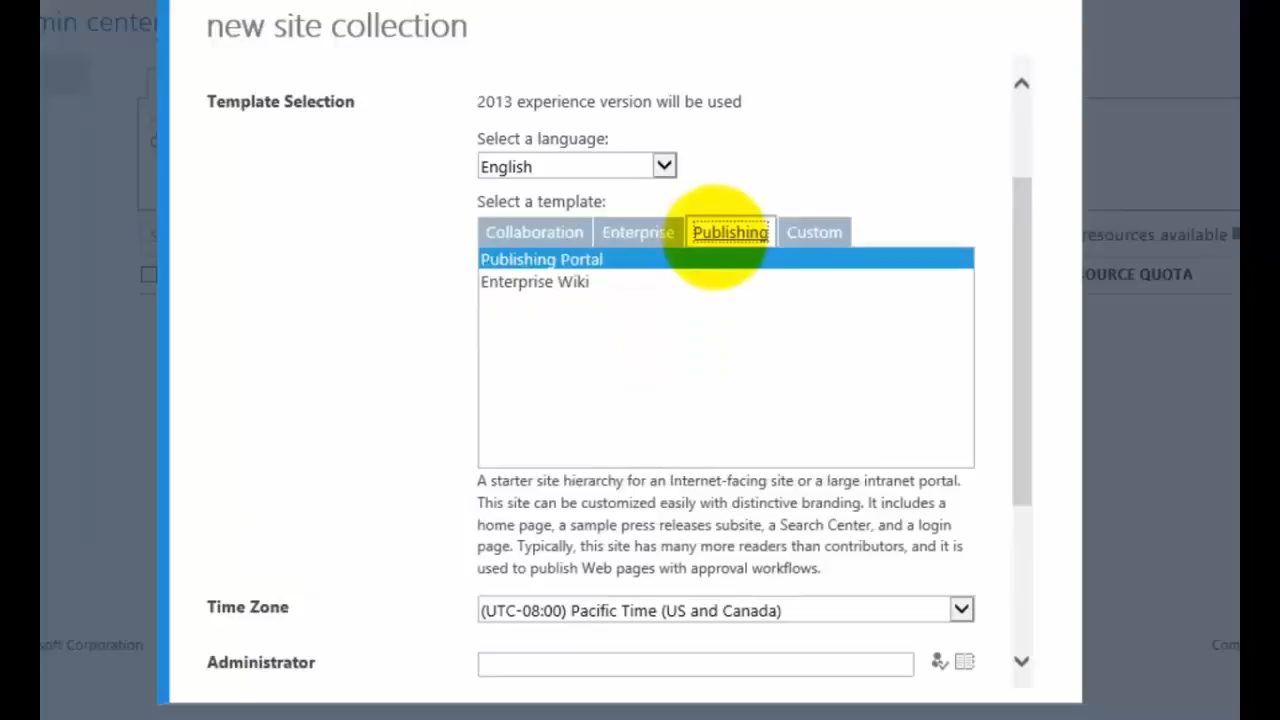 min center
new site collection
Template Selection
2013 experience version will be used
Select a language:
English
Select a template:
Collaboration Enterprise Publishing Custom
Publishing Portal
Enterprise Wiki
resources available
OURCE QUOTA
A starter site hierarchy for an Internet-facing site or a large intranet portal.
This site can be customized easily with distinctive branding. It includes a
home page, a sample press releases subsite, a Search Center, and a login
page. Typically, this site has many more readers than contributors, and it is
used to publish Web pages with approval workflows.
Time Zone
(UTC-08:00) Pacific Time (US and Canada)
soft Corporation
Administrator